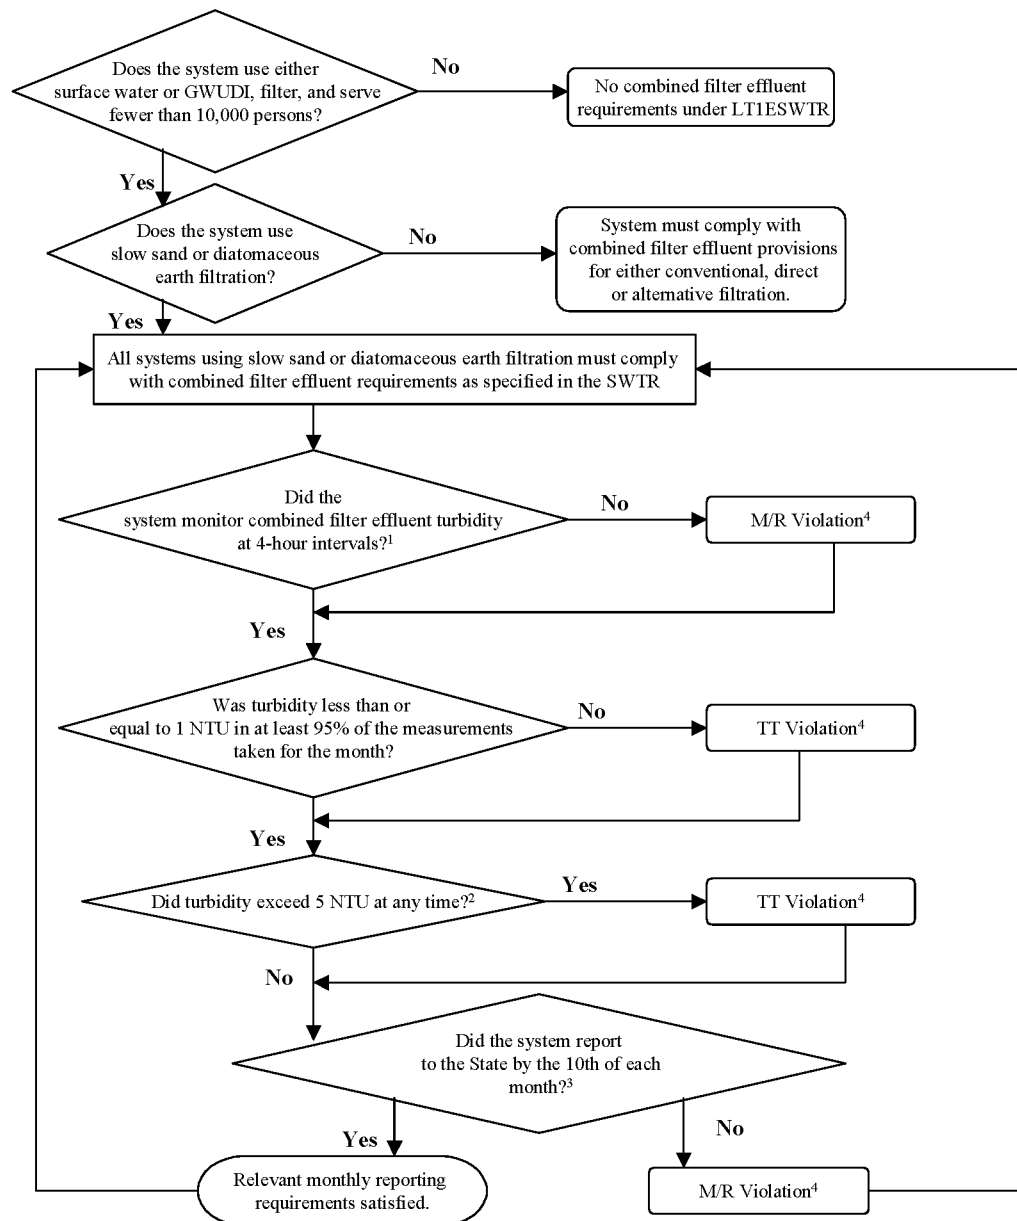 Does the system use either
surface water or GWUDI, filter, and serve
fewer than 10,000 persons?
No
No combined filter effluent
requirements under LT1ESWTR
Yes
Does the system use
slow sand or diatomaceous
earth filtration?
No
System must comply with
combined filter effluent provisions
for either conventional, direct
or alternative filtration.
Yes
All systems using slow sand or diatomaceous earth filtration must comply
with combined filter effluent requirements as specified in the SWTR
Did the
system monitor combined filter effluent turbidity
at 4-hour intervals?¹
No
M/R Violation⁴
Yes
Was turbidity less than or
equal to 1 NTU in at least 95% of the measurements
taken for the month?
No
TT Violation⁴
Yes
Did turbidity exceed 5 NTU at any time?²
Yes
TT Violation⁴
No
Did the system report
to the State by the 10th of each
month?³
Yes
No
Relevant monthly reporting
requirements satisfied.
M/R Violation⁴